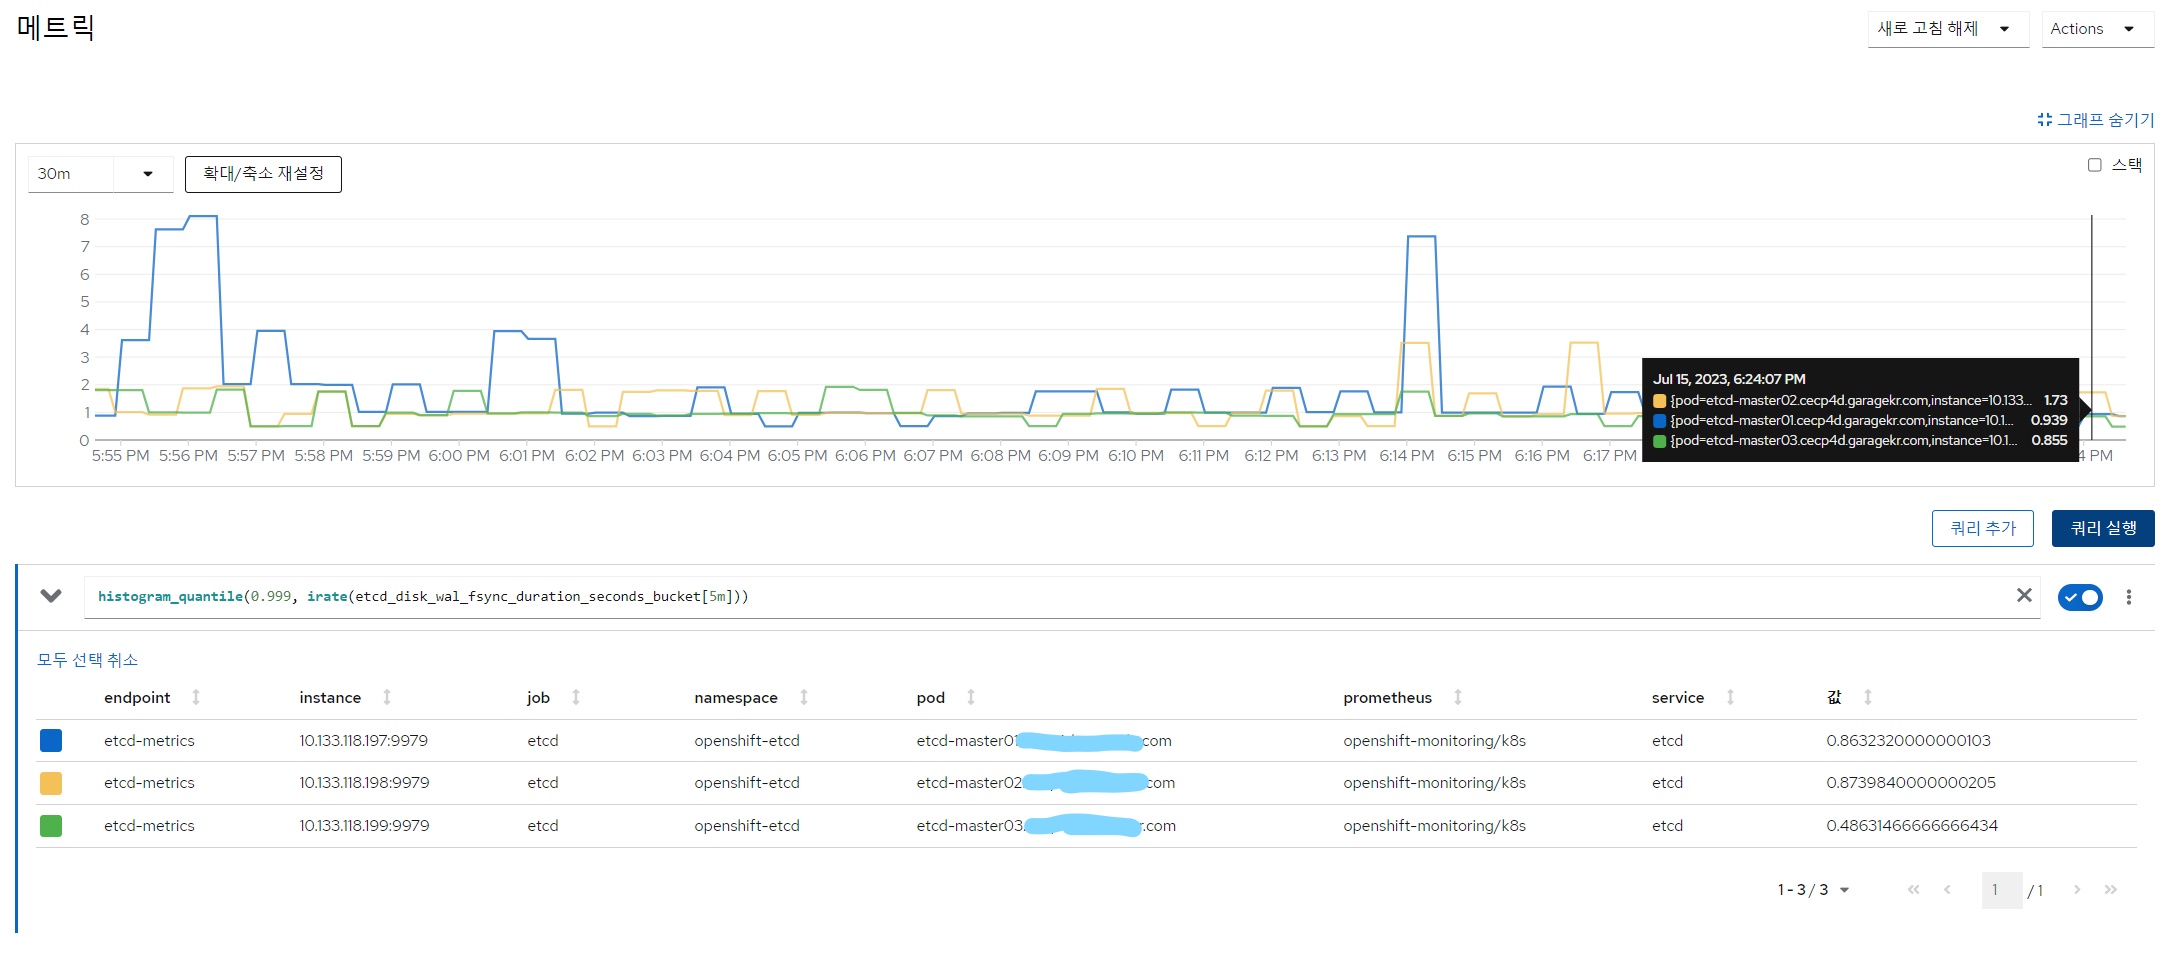 메트릭
새로 고침 해제
Actions
그래프 숨기기
30m
확대/축소 재설정
스택
8
7
6
5
4
3
2
1
0
5:55 PM 5:56 PM 5:57 PM 5:58 PM 5:59 PM 6:00 PM 6:01 PM 6:02 PM 6:03 PM 6:04 PM 6:05 PM 6:06 PM 6:07 PM 6:08 PM 6:09 PM 6:10 PM 6:11 PM 6:12 PM 6:13 PM 6:14 PM 6:15 PM 6:16 PM 6:17 PM 4 PM
Jul 15, 2023, 6:24:07 PM
{pod=etcd-master02.cecp4d.garagekr.com,instance=10.133... 1.73
{pod=etcd-master01.cecp4d.garagekr.com,instance=10.1... 0.939
{pod=etcd-master03.cecp4d.garagekr.com,instance=10.1... 0.855
쿼리 추가
쿼리 실행
histogram_quantile(0.999, irate(etcd_disk_wal_fsync_duration_seconds_bucket[5m]))
모두 선택 취소
endpoint instance job namespace pod prometheus service 값
etcd-metrics 10.133.118.197:9979 etcd openshift-etcd etcd-master01 com openshift-monitoring/k8s etcd 0.8632320000000103
etcd-metrics 10.133.118.198:9979 etcd openshift-etcd etcd-master02 com openshift-monitoring/k8s etcd 0.8739840000000205
etcd-metrics 10.133.118.199:9979 etcd openshift-etcd etcd-master03. .com openshift-monitoring/k8s etcd 0.48631466666666434
1 - 3 / 3
1 / 1